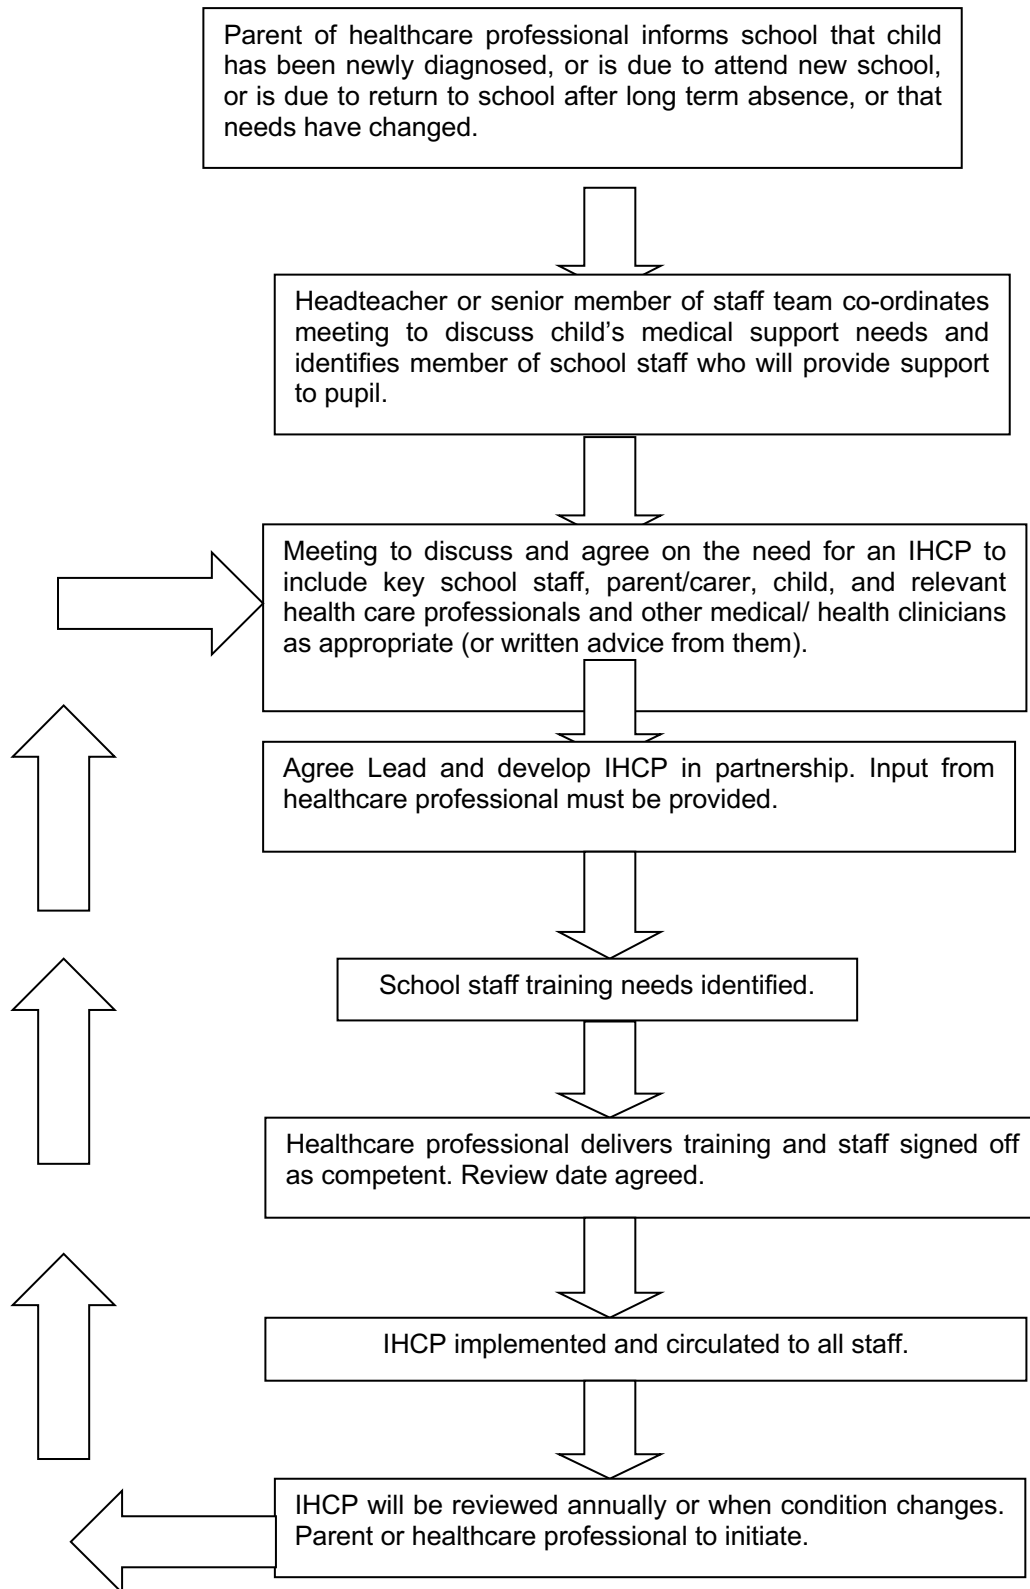 Parent of healthcare professional informs school that child
has been newly diagnosed, or is due to attend new school,
or is due to return to school after long term absence, or that
needs have changed.
Headteacher or senior member of staff team co-ordinates
meeting to discuss child's medical support needs and
identifies member of school staff who will provide support
to pupil.
Meeting to discuss and agree on the need for an IHCP to
include key school staff, parent/carer, child, and relevant
health care professionals and other medical/ health clinicians
as appropriate (or written advice from them).
Agree Lead and develop IHCP in partnership. Input from
healthcare professional must be provided.
School staff training needs identified.
Healthcare professional delivers training and staff signed off
as competent. Review date agreed.
IHCP implemented and circulated to all staff.
IHCP will be reviewed annually or when condition changes.
Parent or healthcare professional to initiate.